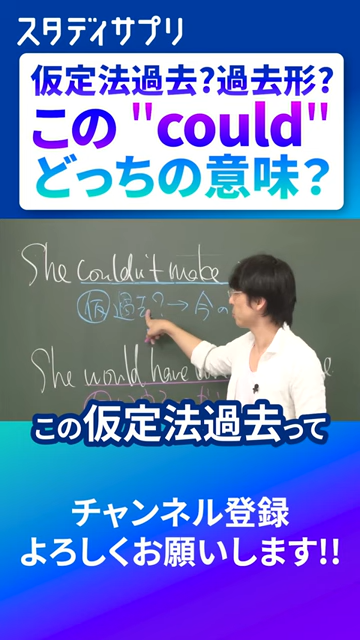 スタディサプリ
仮定法過去?過去形?
この "could"
どっちの意味?
She couldn't make
仮 過去? → 今の
She would have
この仮定法過去って
チャンネル登録
よろしくお願いします!!